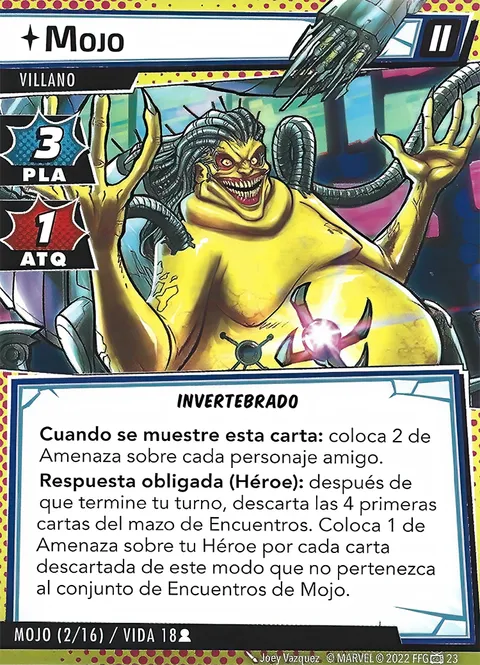 Mojo
II
VILLANO
3
PLA
1
ATQ
INVERTEBRADO
Cuando se muestre esta carta: coloca 2 de
Amenaza sobre cada personaje amigo.
Respuesta obligada (Héroe): después de
que termine tu turno, descarta las 4 primeras
cartas del mazo de Encuentros. Coloca 1 de
Amenaza sobre tu Héroe por cada carta
descartada de este modo que no pertenezca
al conjunto de Encuentros de Mojo.
MOJO (2/16) / VIDA 18
Joey Vazquez © MARVEL © 2022 FFG 23